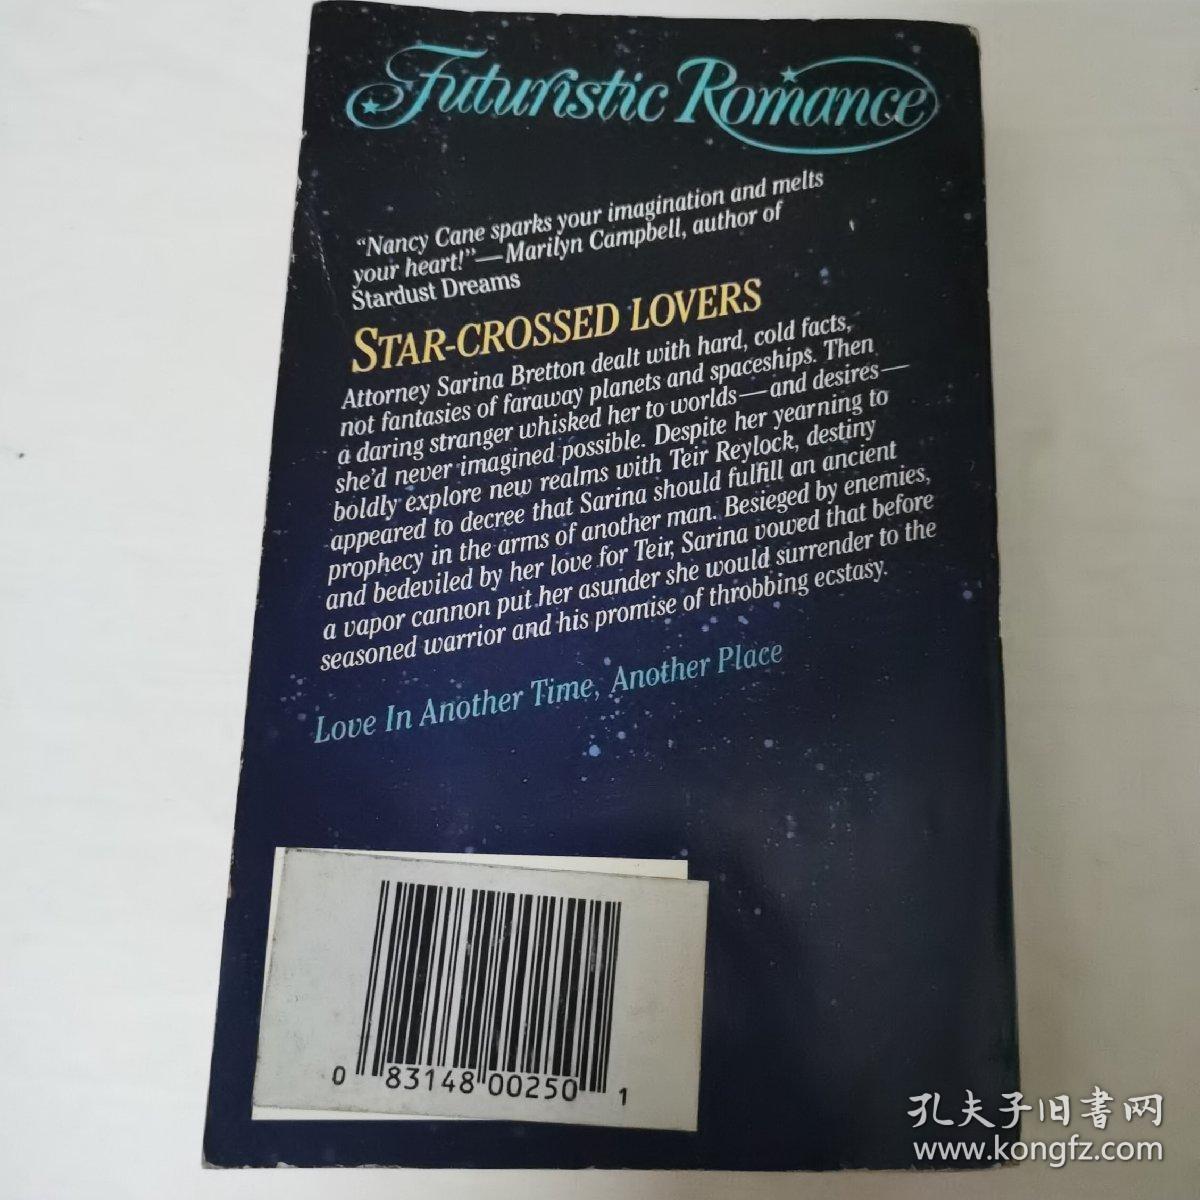 Futuristic Romance
“Nancy Cane sparks your imagination and melts
your heart!”—Marilyn Campbell, author of
Stardust Dreams
STAR-CROSSED LOVERS
Attorney Sarina Bretton dealt with hard, cold facts,
not fantasies of faraway planets and spaceships. Then
a daring stranger whisked her to worlds—and desires—
she'd never imagined possible. Despite her yearning to
boldly explore new realms with Teir Reylock, destiny
appeared to decree that Sarina should fulfill an ancient
prophecy in the arms of another man. Besieged by enemies,
and bedeviled by her love for Teir, Sarina vowed that before
a vapor cannon put her asunder she would surrender to the
seasoned warrior and his promise of throbbing ecstasy.
Love In Another Time, Another Place
0 83148 00250 1
孔夫子旧書网
www.kongfz.com